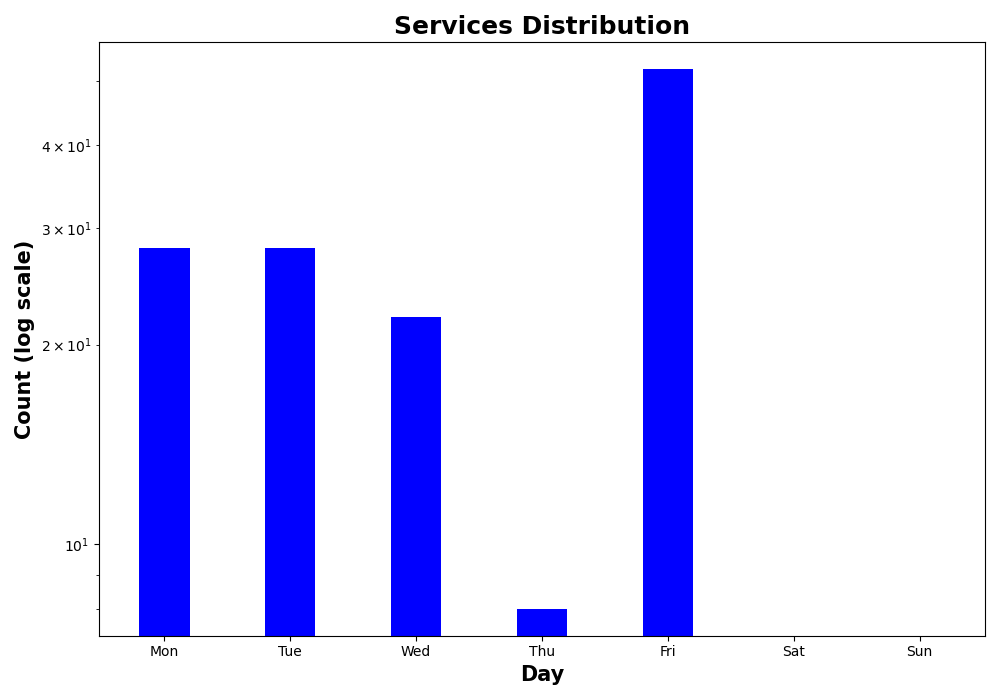 Services Distribution
Count (log scale)
4 × 10¹
3 × 10¹
2 × 10¹
10¹
Mon Tue Wed Thu Fri Sat Sun
Day